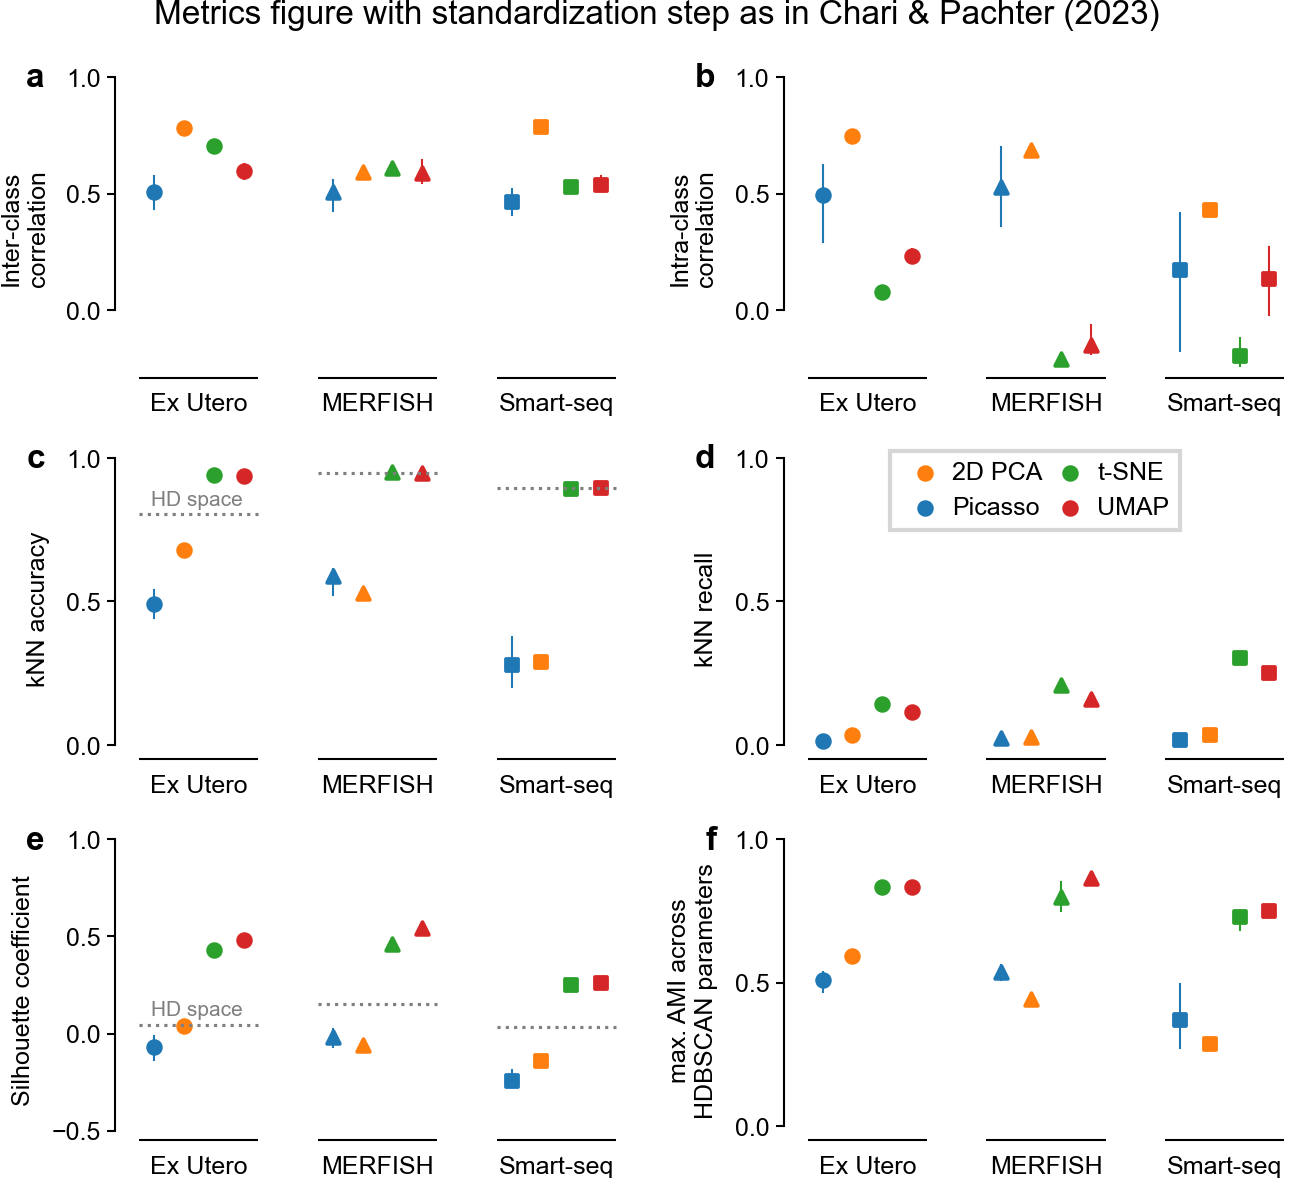 Metrics figure with standardization step as in Chari & Pachter (2023)
a
1.0
0.5
0.0
Inter-class
correlation
Ex Utero
MERFISH
Smart-seq
b
1.0
0.5
0.0
Intra-class
correlation
Ex Utero
MERFISH
Smart-seq
c
1.0
0.5
0.0
kNN accuracy
HD space
Ex Utero
MERFISH
Smart-seq
d
1.0
0.5
0.0
kNN recall
2D PCA
t-SNE
Picasso
UMAP
Ex Utero
MERFISH
Smart-seq
e
1.0
0.5
0.0
−0.5
Silhouette coefficient
HD space
Ex Utero
MERFISH
Smart-seq
f
1.0
0.5
0.0
max. AMI across
HDBSCAN parameters
Ex Utero
MERFISH
Smart-seq